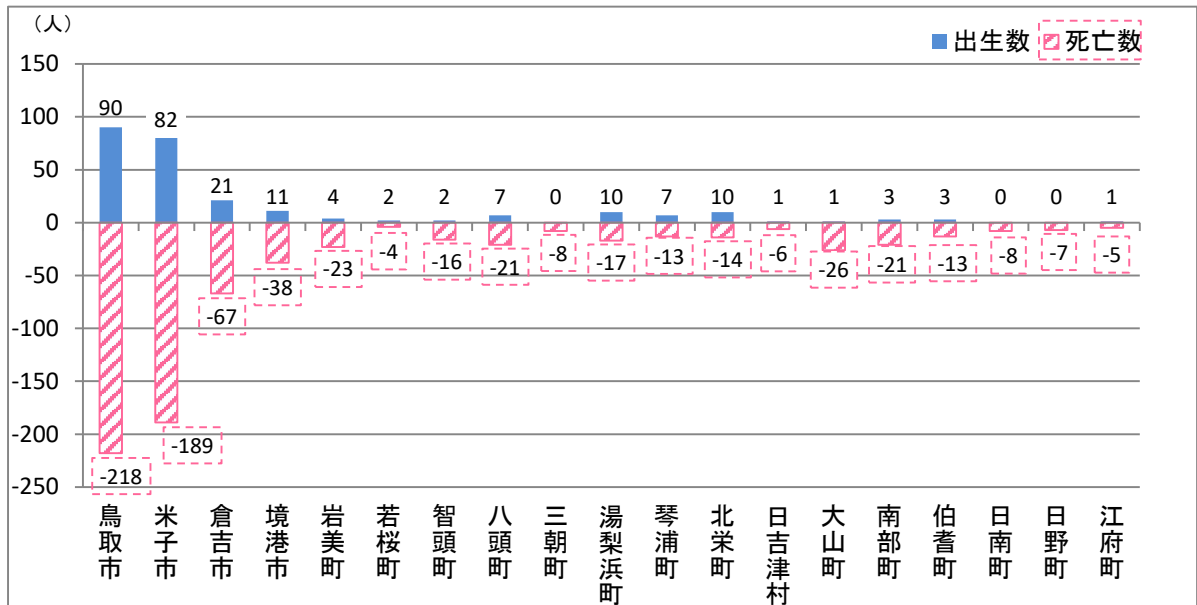 （人）
出生数 死亡数
150
100
50
0
-50
-100
-150
-200
-250
90 82 21 11 4 2 2 7 0 10 7 10 1 1 3 3 0 0 1
-218 -189 -67 -38 -23 -4 -16 -21 -8 -17 -13 -14 -6 -26 -21 -13 -8 -7 -5
鳥取市
米子市
倉吉市
境港市
岩美町
若桜町
智頭町
八頭町
三朝町
湯梨浜町
琴浦町
北栄町
日吉津村
大山町
南部町
伯耆町
日南町
日野町
江府町